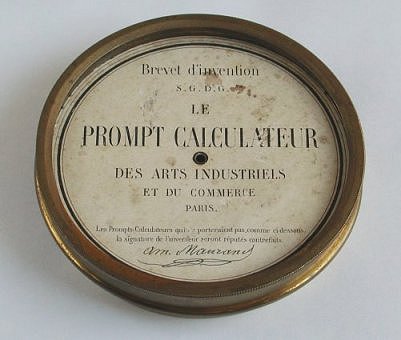 Brevet d'invention
S. G. D. G.
LE
PROMPT CALCULATEUR
DES ARTS INDUSTRIELS
ET DU COMMERCE
PARIS.
Les Prompts-Calculateurs qui porteraient pas, comme ci-dessous,
la signature de l'inventeur seront réputés contrefaits.